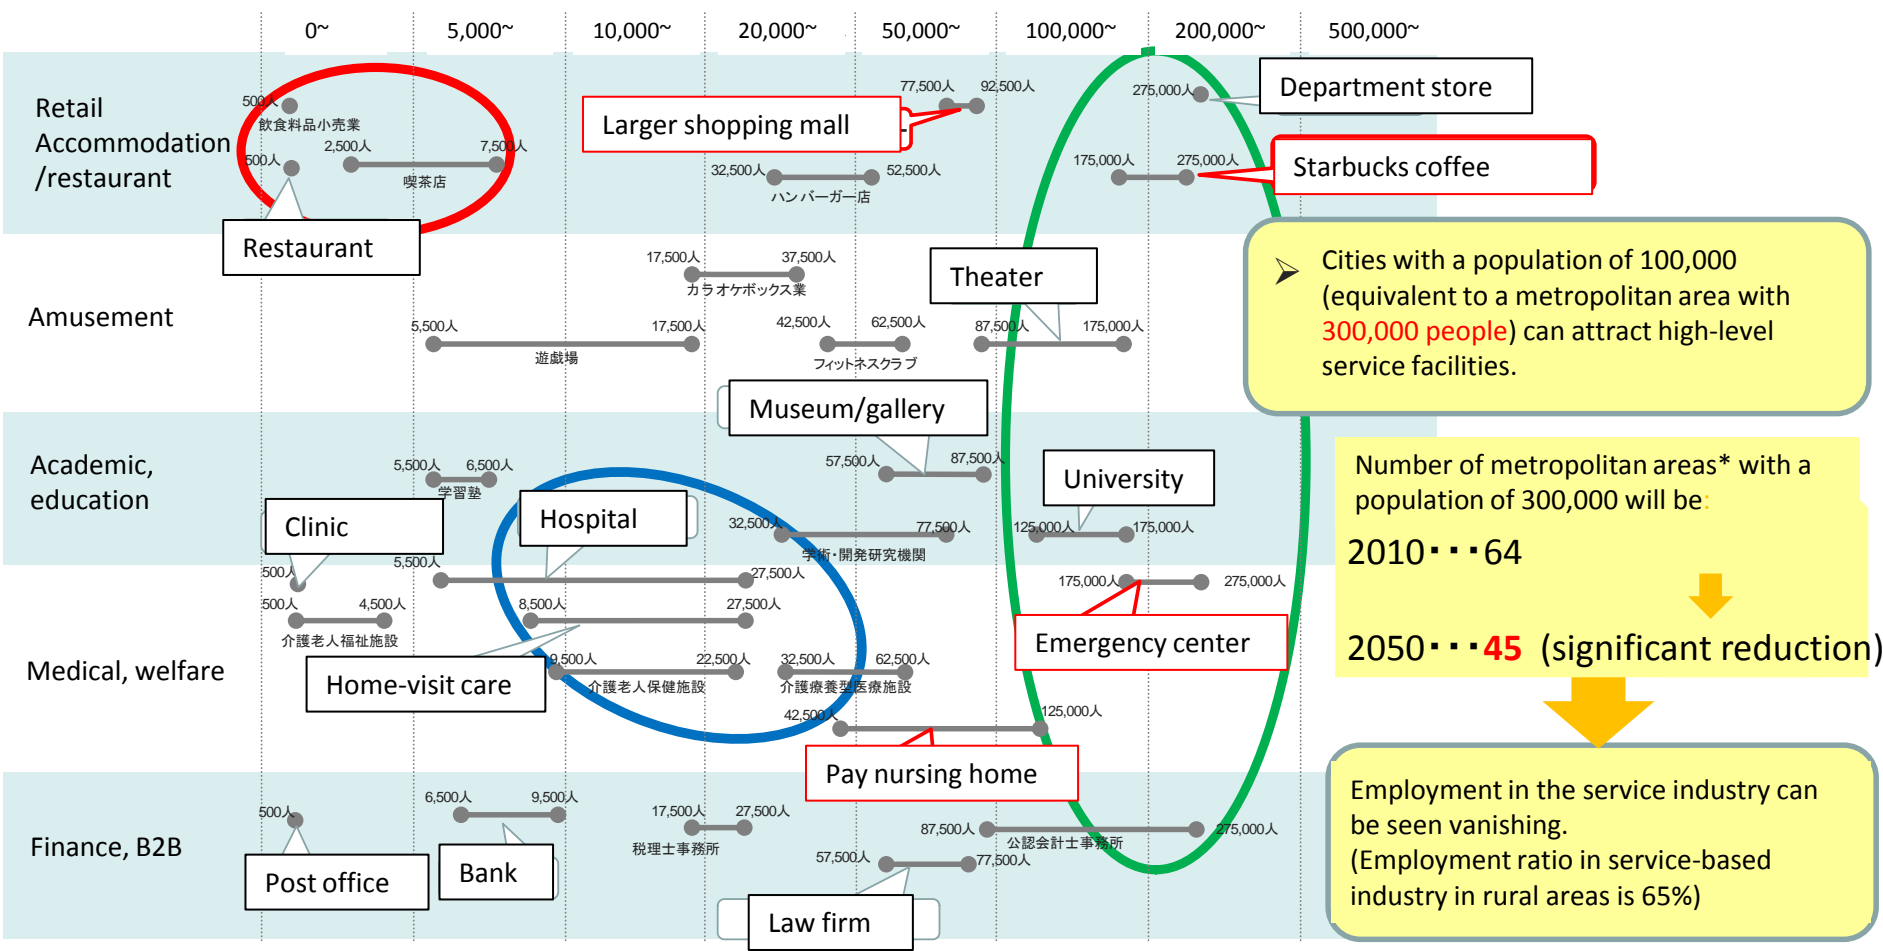 0~ 5,000~ 10,000~ 20,000~ 50,000~ 100,000~ 200,000~ 500,000~
Retail
Accommodation
/restaurant
500人
飲食料品小売業
500人
2,500人 7,500人
喫茶店
Restaurant
Larger shopping mall
77,500人 92,500人
32,500人 52,500人
ハンバーガー店
275,000人
Department store
175,000人 275,000人
Starbucks coffee
Amusement
17,500人 37,500人
カラオケボックス業
5,500人 17,500人
遊戯場
42,500人 62,500人
フィットネスクラブ
Theater
87,500人 175,000人
Cities with a population of 100,000
(equivalent to a metropolitan area with
300,000 people) can attract high-level
service facilities.
Academic,
education
5,500人 6,500人
学習塾
Museum/gallery
57,500人 87,500人
32,500人 77,500人
学術・開発研究機関
University
125,000人 175,000人
Number of metropolitan areas* with a
population of 300,000 will be:
2010・・・64
2050・・・45 (significant reduction)
Medical, welfare
Clinic
500人
Hospital
5,500人 27,500人
500人 4,500人
介護老人福祉施設
8,500人 27,500人
Home-visit care
9,500人 22,500人
介護老人保健施設
32,500人 62,500人
介護療養型医療施設
175,000人 275,000人
Emergency center
42,500人 125,000人
Pay nursing home
Finance, B2B
500人
Post office
6,500人 9,500人
Bank
17,500人 27,500人
税理士事務所
87,500人 275,000人
公認会計士事務所
57,500人 77,500人
Law firm
Employment in the service industry can
be seen vanishing.
(Employment ratio in service-based
industry in rural areas is 65%)